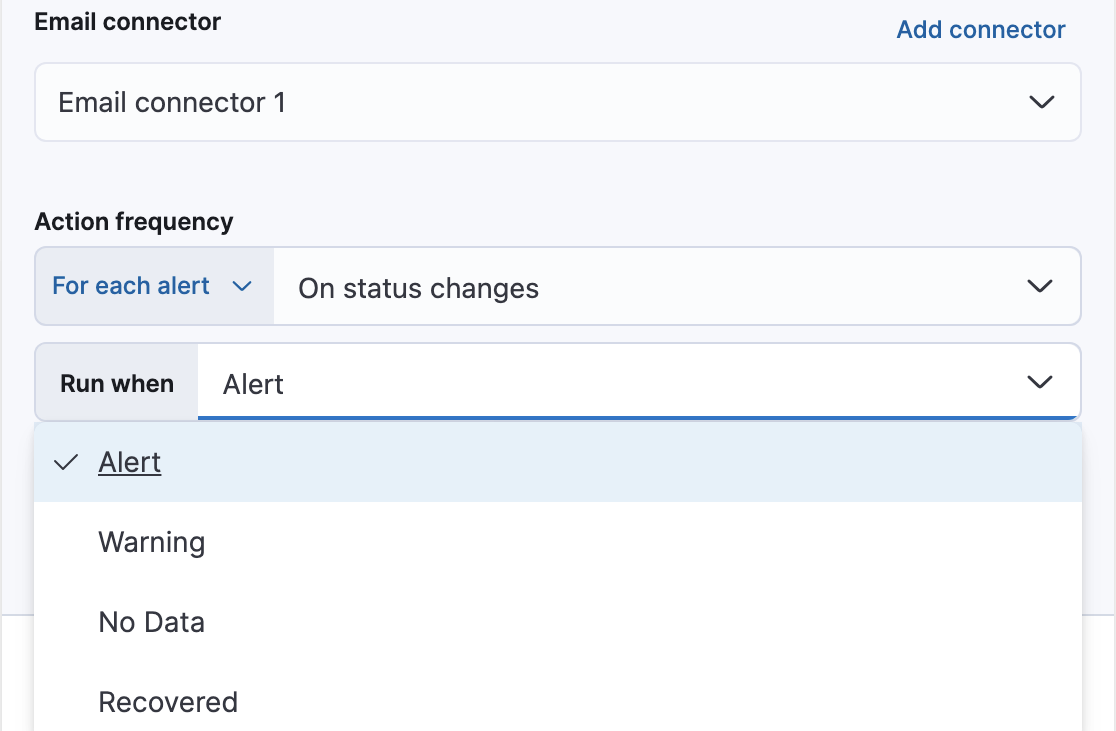 Email connector
Add connector
Email connector 1
Action frequency
For each alert
On status changes
Run when
Alert
Alert
Warning
No Data
Recovered